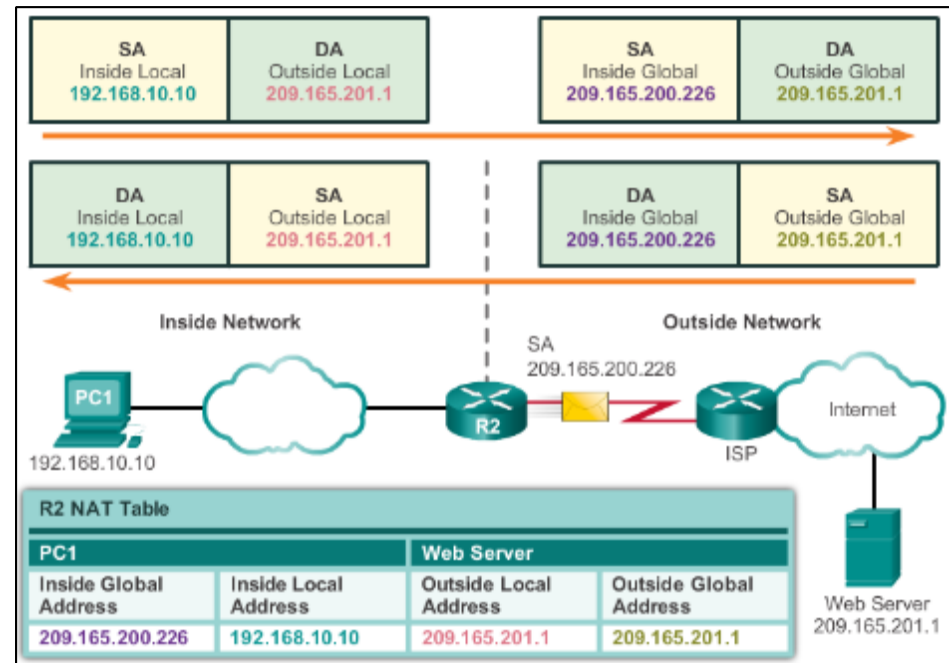 SA
Inside Local
192.168.10.10
DA
Outside Local
209.165.201.1
SA
Inside Global
209.165.200.226
DA
Outside Global
209.165.201.1
DA
Inside Local
192.168.10.10
SA
Outside Local
209.165.201.1
DA
Inside Global
209.165.200.226
SA
Outside Global
209.165.201.1
Inside Network
Outside Network
SA
209.165.200.226
PC1
192.168.10.10
R2
ISP
Internet
Web Server
209.165.201.1
R2 NAT Table
PC1
Web Server
Inside Global
Address
Inside Local
Address
Outside Local
Address
Outside Global
Address
209.165.200.226
192.168.10.10
209.165.201.1
209.165.201.1